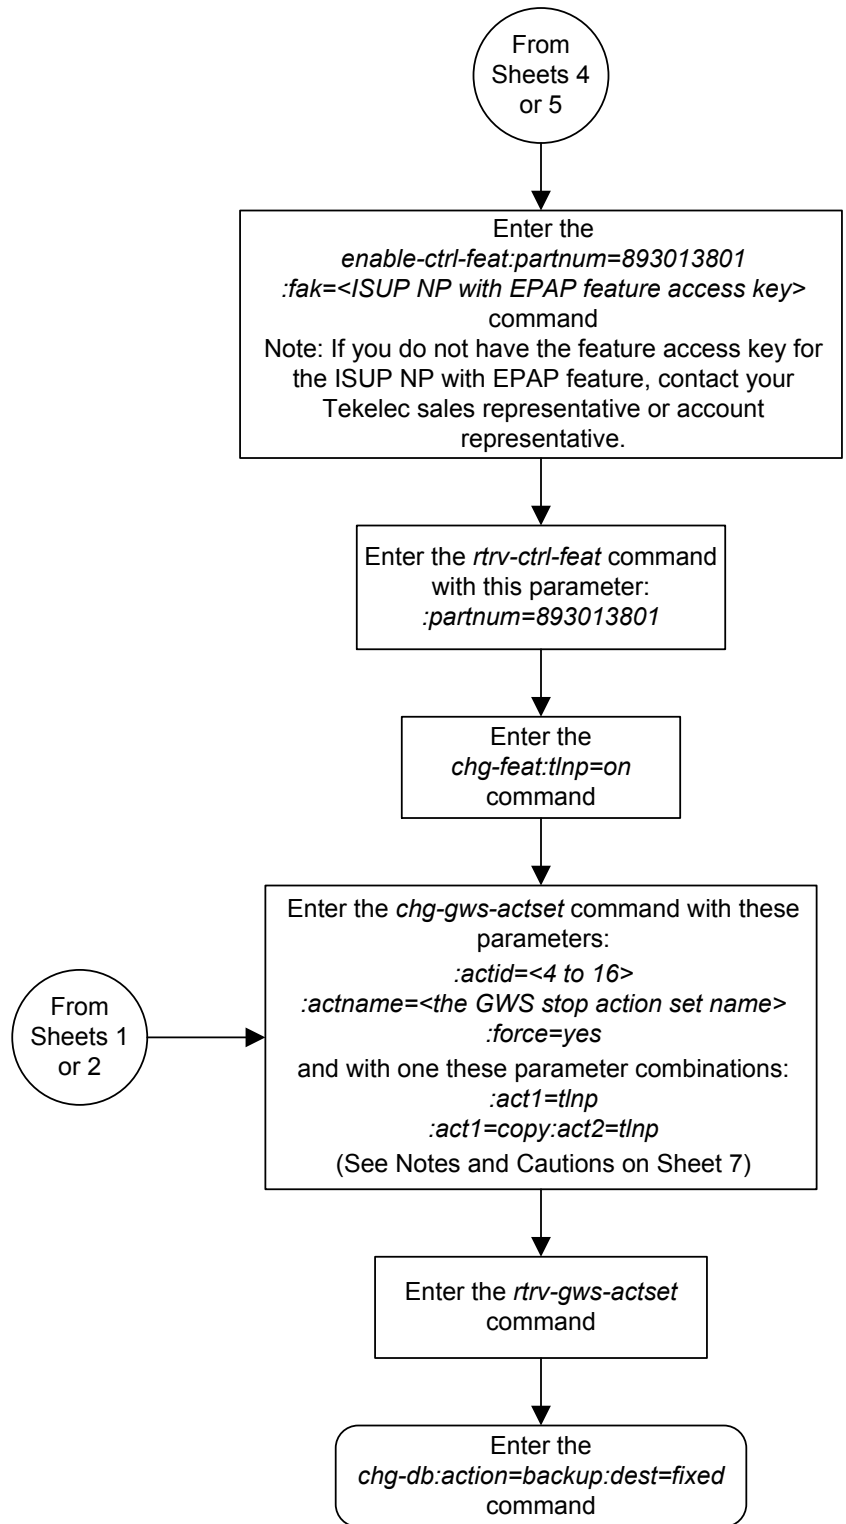 From
Sheets 4
or 5
Enter the
enable-ctrl-feat:partnum=893013801
:fak=<ISUP NP with EPAP feature access key>
command
Note: If you do not have the feature access key for
the ISUP NP with EPAP feature, contact your
Tekelec sales representative or account
representative.
Enter the rtrv-ctrl-feat command
with this parameter:
:partnum=893013801
Enter the
chg-feat:tlnp=on
command
From
Sheets 1
or 2
Enter the chg-gws-actset command with these
parameters:
:actid=<4 to 16>
:actname=<the GWS stop action set name>
:force=yes
and with one these parameter combinations:
:act1=tlnp
:act1=copy:act2=tlnp
(See Notes and Cautions on Sheet 7)
Enter the rtrv-gws-actset
command
Enter the
chg-db:action=backup:dest=fixed
command